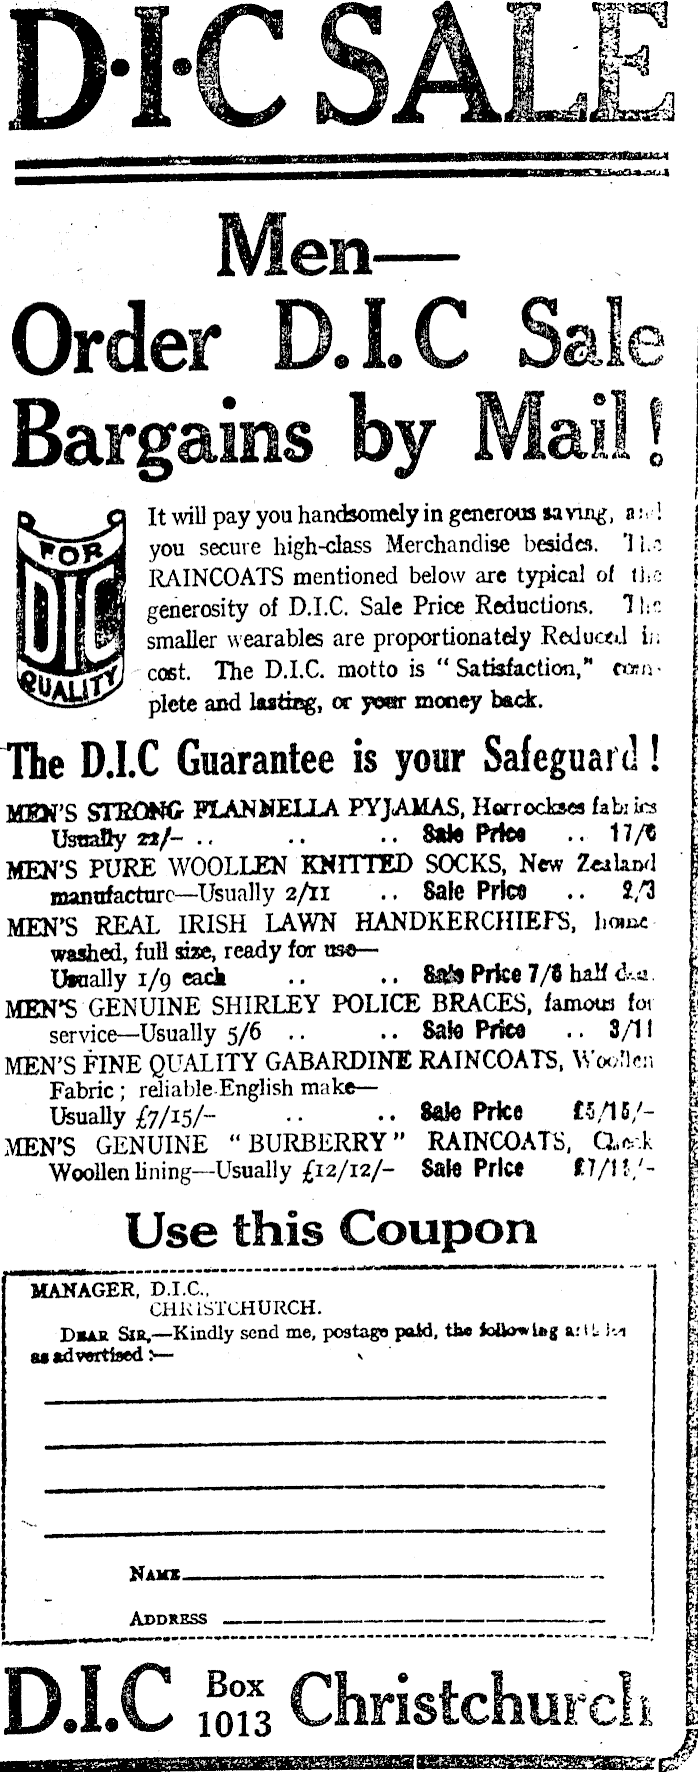 D·I·C SALE
Men—
Order D.I.C Sale
Bargains by Mail!
FOR
DIC
QUALITY
It will pay you handsomely in generous saving, and
you secure high-class Merchandise besides. The
RAINCOATS mentioned below are typical of the
generosity of D.I.C. Sale Price Reductions. The
smaller wearables are proportionately Reduced in
cost. The D.I.C. motto is "Satisfaction," com-
plete and lasting, or your money back.
The D.I.C Guarantee is your Safeguard!
MEN'S STRONG FLANNELLA PYJAMAS, Horrockses fabrics
Usually 22/- .. .. .. Sale Price .. 17/6
MEN'S PURE WOOLLEN KNITTED SOCKS, New Zealand
manufacture—Usually 2/11 .. Sale Price .. 2/3
MEN'S REAL IRISH LAWN HANDKERCHIEFS, home
washed, full size, ready for use—
Usually 1/9 each .. .. Sale Price 7/6 half doz.
MEN'S GENUINE SHIRLEY POLICE BRACES, famous for
service—Usually 5/6 .. .. Sale Price .. 3/11
MEN'S FINE QUALITY GABARDINE RAINCOATS, Woollen
Fabric; reliable English make—
Usually £7/15/- .. .. Sale Price £5/15/-
MEN'S GENUINE "BURBERRY" RAINCOATS, Check
Woollen lining—Usually £12/12/- Sale Price
Use this Coupon
MANAGER, D.I.C.,
CHRISTCHURCH.
DEAR SIR,—Kindly send me, postage paid, the following articles
as advertised:—
NAME
ADDRESS
D.I.C Box 1013 Christchurch